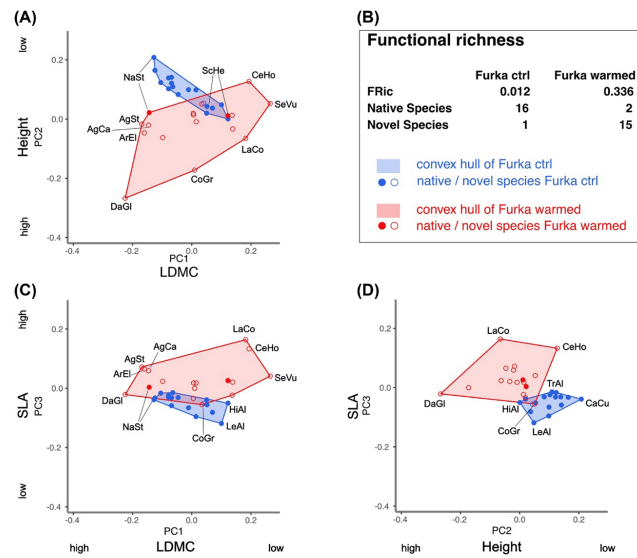 (A)
low
0.2
0.0
-0.2
-0.4
high
Height
PC2
NaSt
ScHe
CeHo
SeVu
AgSt
AgCa
ArEl
LaCo
CoGr
DaGl
-0.4
-0.2
0.0
0.2
PC1
LDMC
(B)
Functional richness
Furka ctrl Furka warmed
FRic 0.012 0.336
Native Species 16 2
Novel Species 1 15
convex hull of Furka ctrl
native / novel species Furka ctrl
convex hull of Furka warmed
native / novel species Furka warmed
(C)
high
0.2
0.0
-0.2
-0.4
low
SLA
PC3
LaCo
AgCa
AgSt
CeHo
ArEl
SeVu
DaGl
NaSt
HiAl
CoGr
LeAl
-0.4
-0.2
0.0
0.2
PC1
high LDMC low
(D)
0.2
0.0
-0.2
-0.4
SLA
PC3
LaCo
CeHo
TrAl
DaGl
HiAl
CaCu
CoGr
LeAl
-0.4
-0.2
0.0
0.2
PC2
high Height low